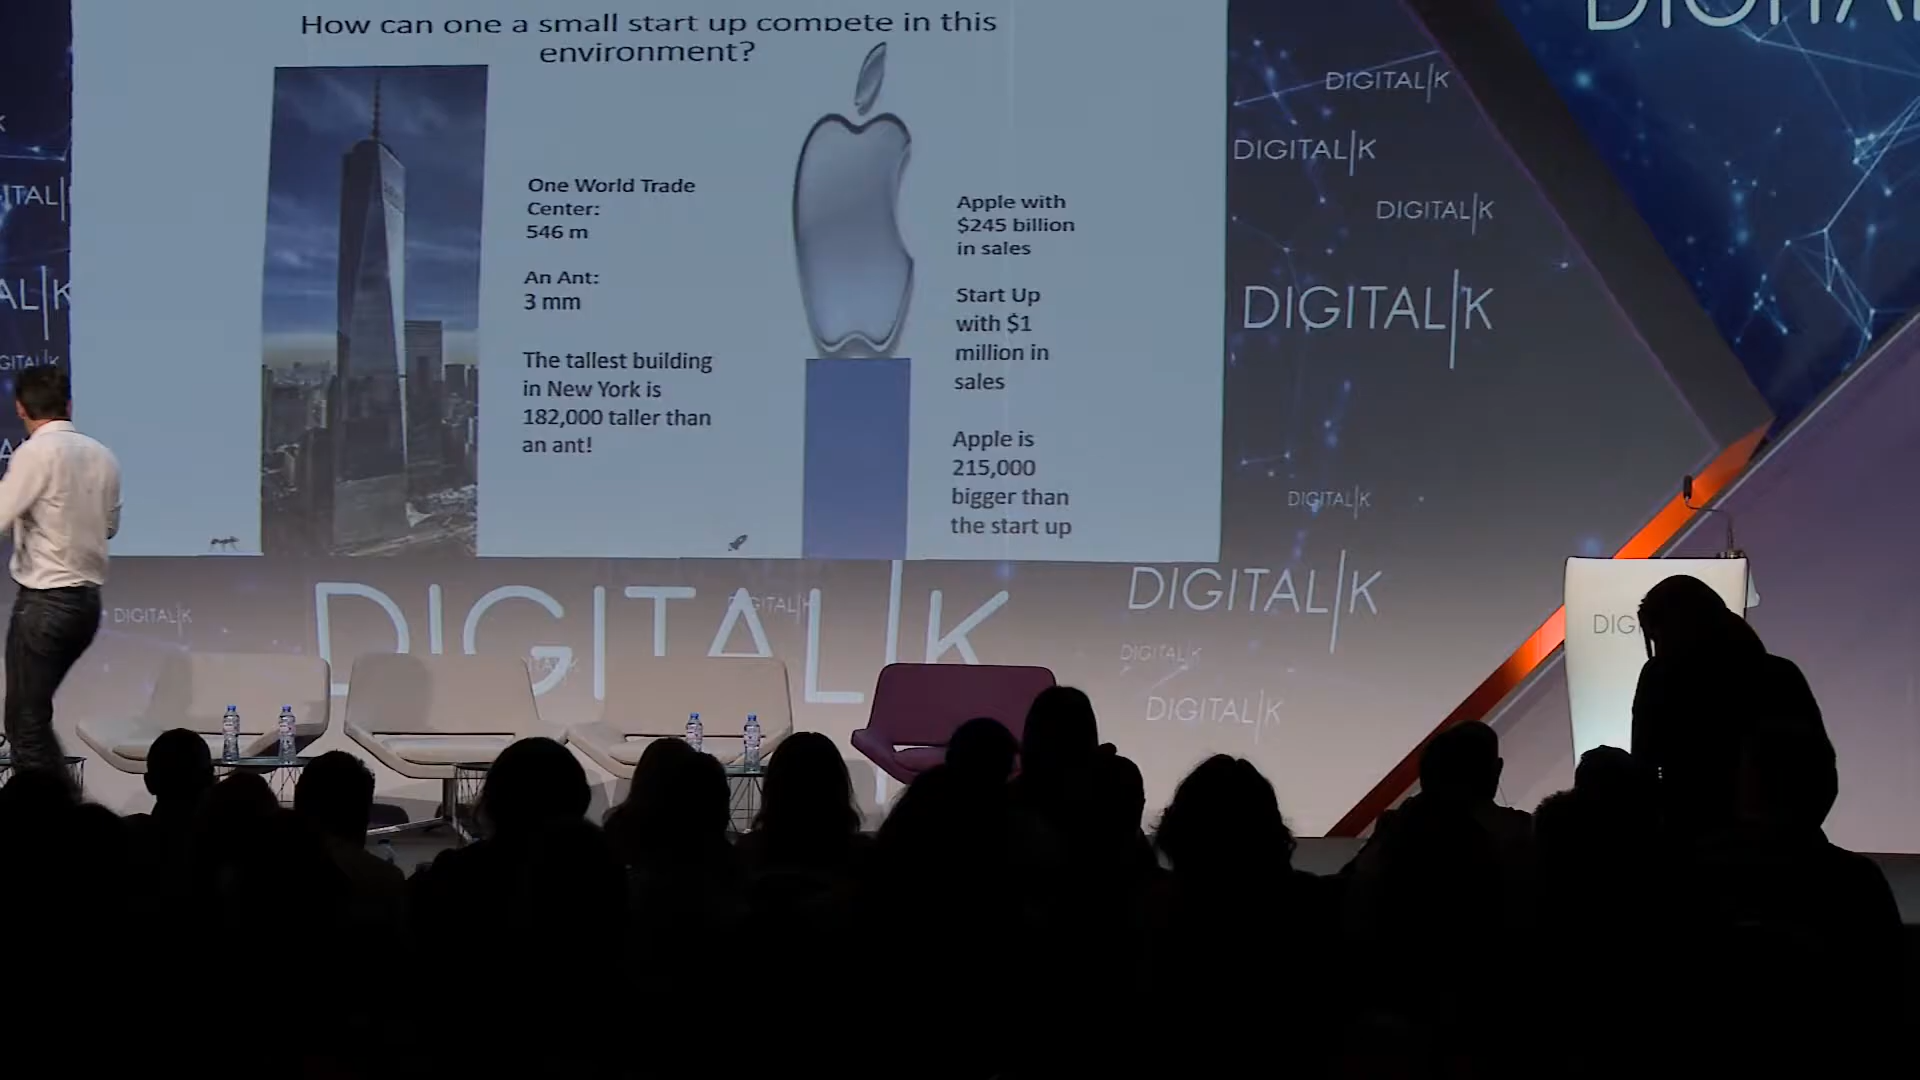 How can one a small start up compete in this
environment?
One World Trade
Center:
546 m
An Ant:
3 mm
The tallest building
in New York is
182,000 taller than
an ant!
Apple with
$245 billion
in sales
Start Up
with $1
million in
sales
Apple is
215,000
bigger than
the start up
DIGITAL|K
DIGITAL|K
DIGITAL|K
DIGITAL|K
DIGITAL|K
DIGITAL|K
DIGITAL|K
DIGITAL|K
DIGITAL|K
DIGITAL|K
DIGITAL|K
DIG